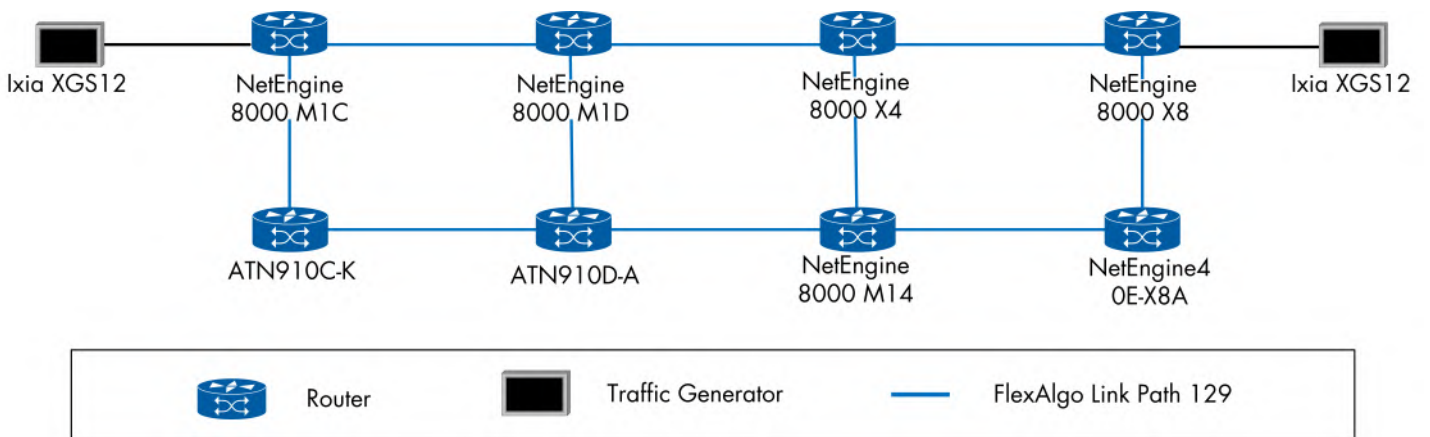 Ixia XGS12
NetEngine
8000 M1C
NetEngine
8000 M1D
NetEngine
8000 X4
NetEngine
8000 X8
Ixia XGS12
ATN910C-K
ATN910D-A
NetEngine
8000 M14
NetEngine4
0E-X8A
Router
Traffic Generator
FlexAlgo Link Path 129